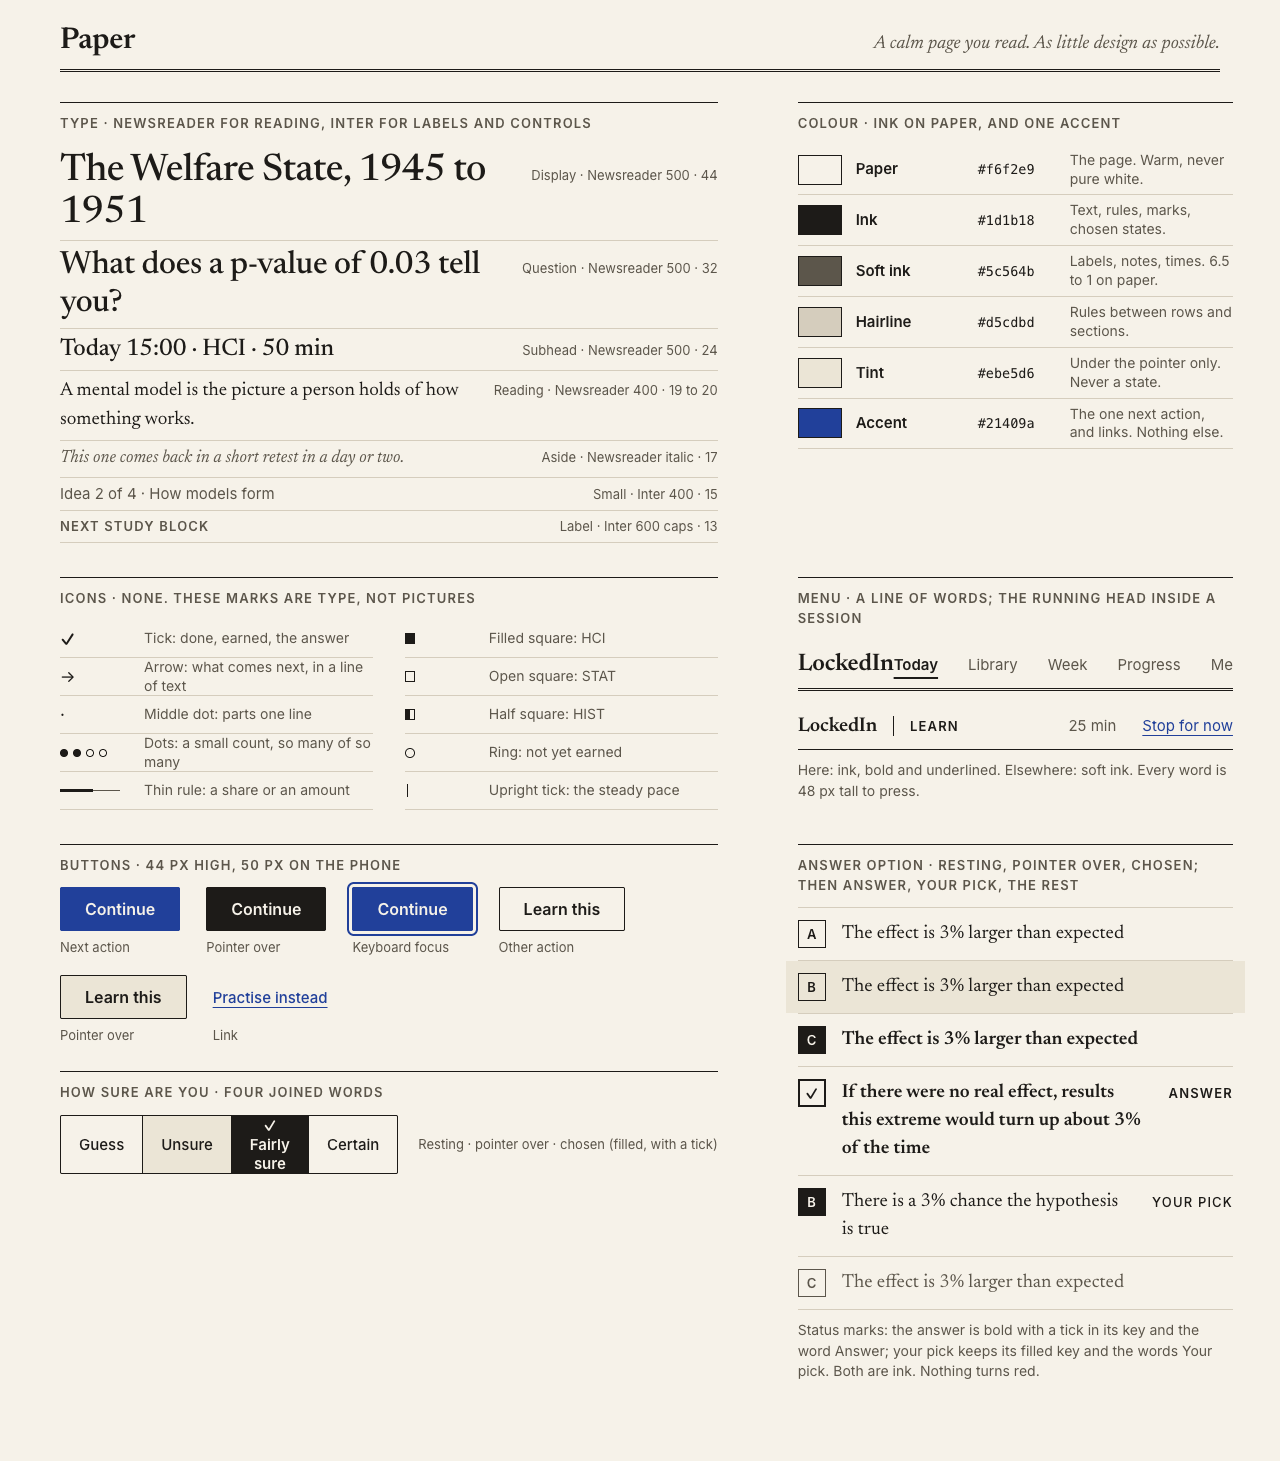 Paper
A calm page you read. As little design as possible.
TYPE · NEWSREADER FOR READING, INTER FOR LABELS AND CONTROLS
The Welfare State, 1945 to
1951
Display · Newsreader 500 · 44
What does a p-value of 0.03 tell
you?
Question · Newsreader 500 · 32
Today 15:00 · HCI · 50 min
Subhead · Newsreader 500 · 24
A mental model is the picture a person holds of how
something works.
Reading · Newsreader 400 · 19 to 20
This one comes back in a short retest in a day or two.
Aside · Newsreader italic · 17
Idea 2 of 4 · How models form
Small · Inter 400 · 15
NEXT STUDY BLOCK
Label · Inter 600 caps · 13
COLOUR · INK ON PAPER, AND ONE ACCENT
Paper
#f6f2e9
The page. Warm, never
pure white.
Ink
#1d1b18
Text, rules, marks,
chosen states.
Soft ink
#5c564b
Labels, notes, times. 6.5
to 1 on paper.
Hairline
#d5cdbd
Rules between rows and
sections.
Tint
#ebe5d6
Under the pointer only.
Never a state.
Accent
#21409a
The one next action,
and links. Nothing else.
ICONS · NONE. THESE MARKS ARE TYPE, NOT PICTURES
✓ Tick: done, earned, the answer
→ Arrow: what comes next, in a line
of text
· Middle dot: parts one line
Dots: a small count, so many of so
many
Thin rule: a share or an amount
Filled square: HCI
Open square: STAT
Half square: HIST
Ring: not yet earned
Upright tick: the steady pace
MENU · A LINE OF WORDS; THE RUNNING HEAD INSIDE A
SESSION
LockedIn
Today
Library
Week
Progress
Me
LockedIn
LEARN
25 min
Stop for now
Here: ink, bold and underlined. Elsewhere: soft ink. Every word is
48 px tall to press.
BUTTONS · 44 PX HIGH, 50 PX ON THE PHONE
Continue
Next action
Continue
Pointer over
Continue
Keyboard focus
Learn this
Other action
Learn this
Pointer over
Practise instead
Link
HOW SURE ARE YOU · FOUR JOINED WORDS
Guess
Unsure
✓
Fairly
sure
Certain
Resting · pointer over · chosen (filled, with a tick)
ANSWER OPTION · RESTING, POINTER OVER, CHOSEN;
THEN ANSWER, YOUR PICK, THE REST
A The effect is 3% larger than expected
B The effect is 3% larger than expected
C The effect is 3% larger than expected
✓ If there were no real effect, results
this extreme would turn up about 3%
of the time
ANSWER
B There is a 3% chance the hypothesis
is true
YOUR PICK
C The effect is 3% larger than expected
Status marks: the answer is bold with a tick in its key and the
word Answer; your pick keeps its filled key and the words Your
pick. Both are ink. Nothing turns red.